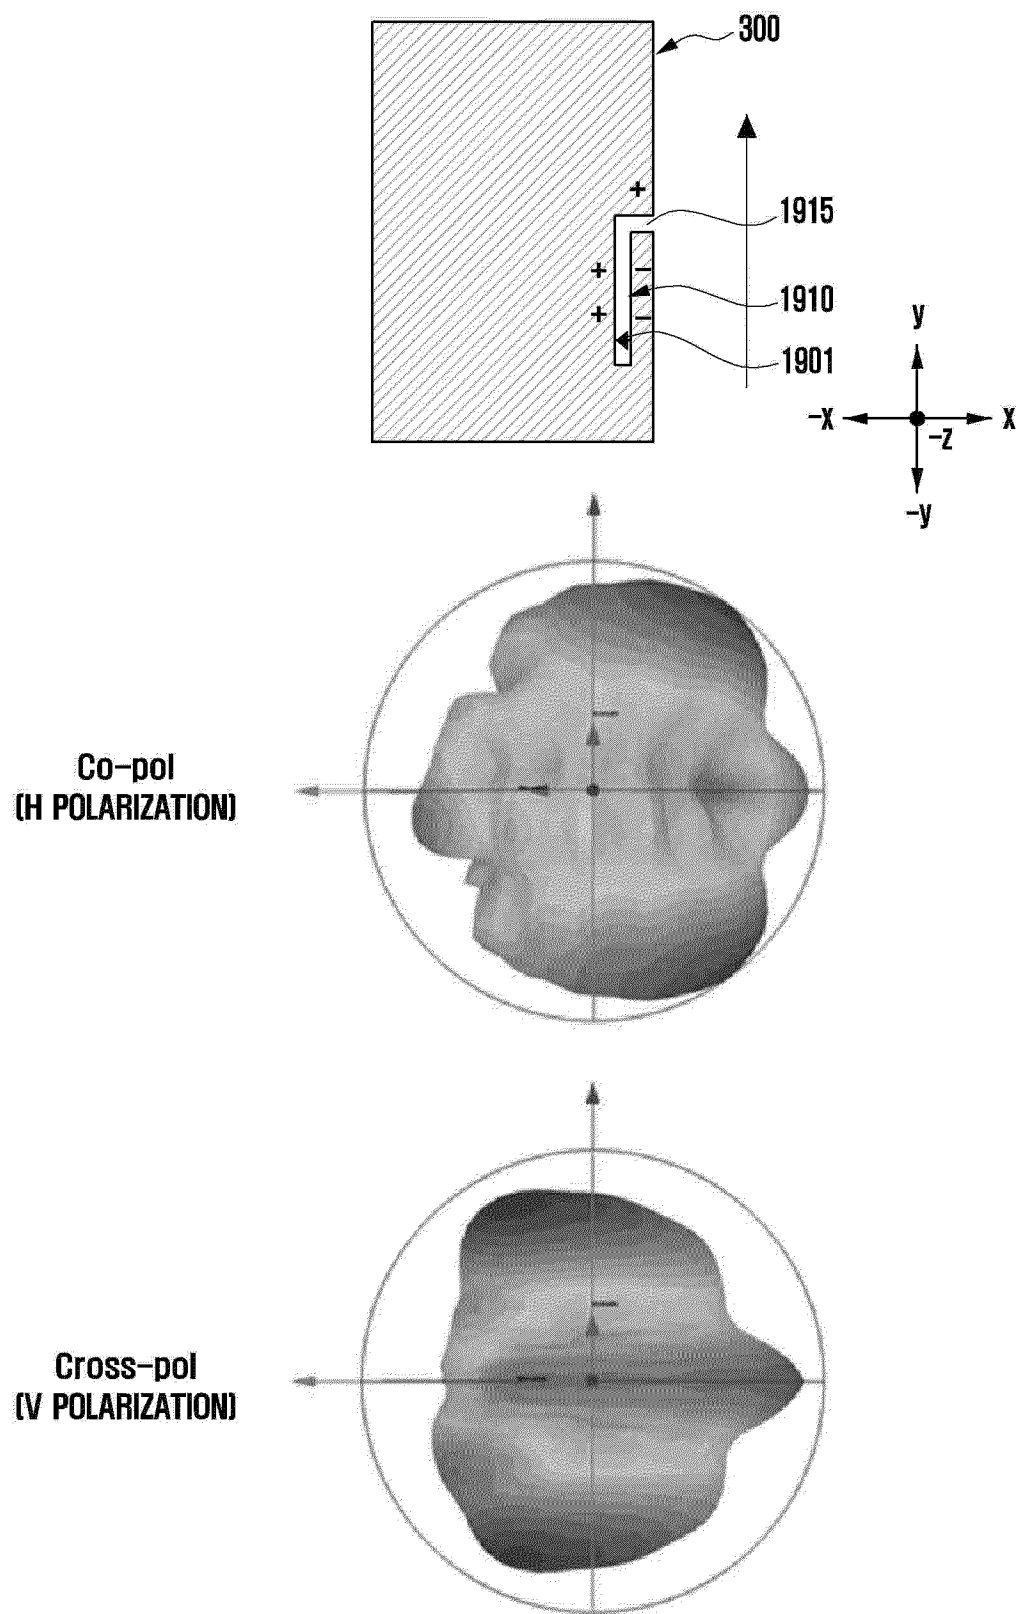 300
+
1915
+ −
1910
+ −
1901
y
-x x
-z
-y
Co-pol
(H POLARIZATION)
Cross-pol
(V POLARIZATION)